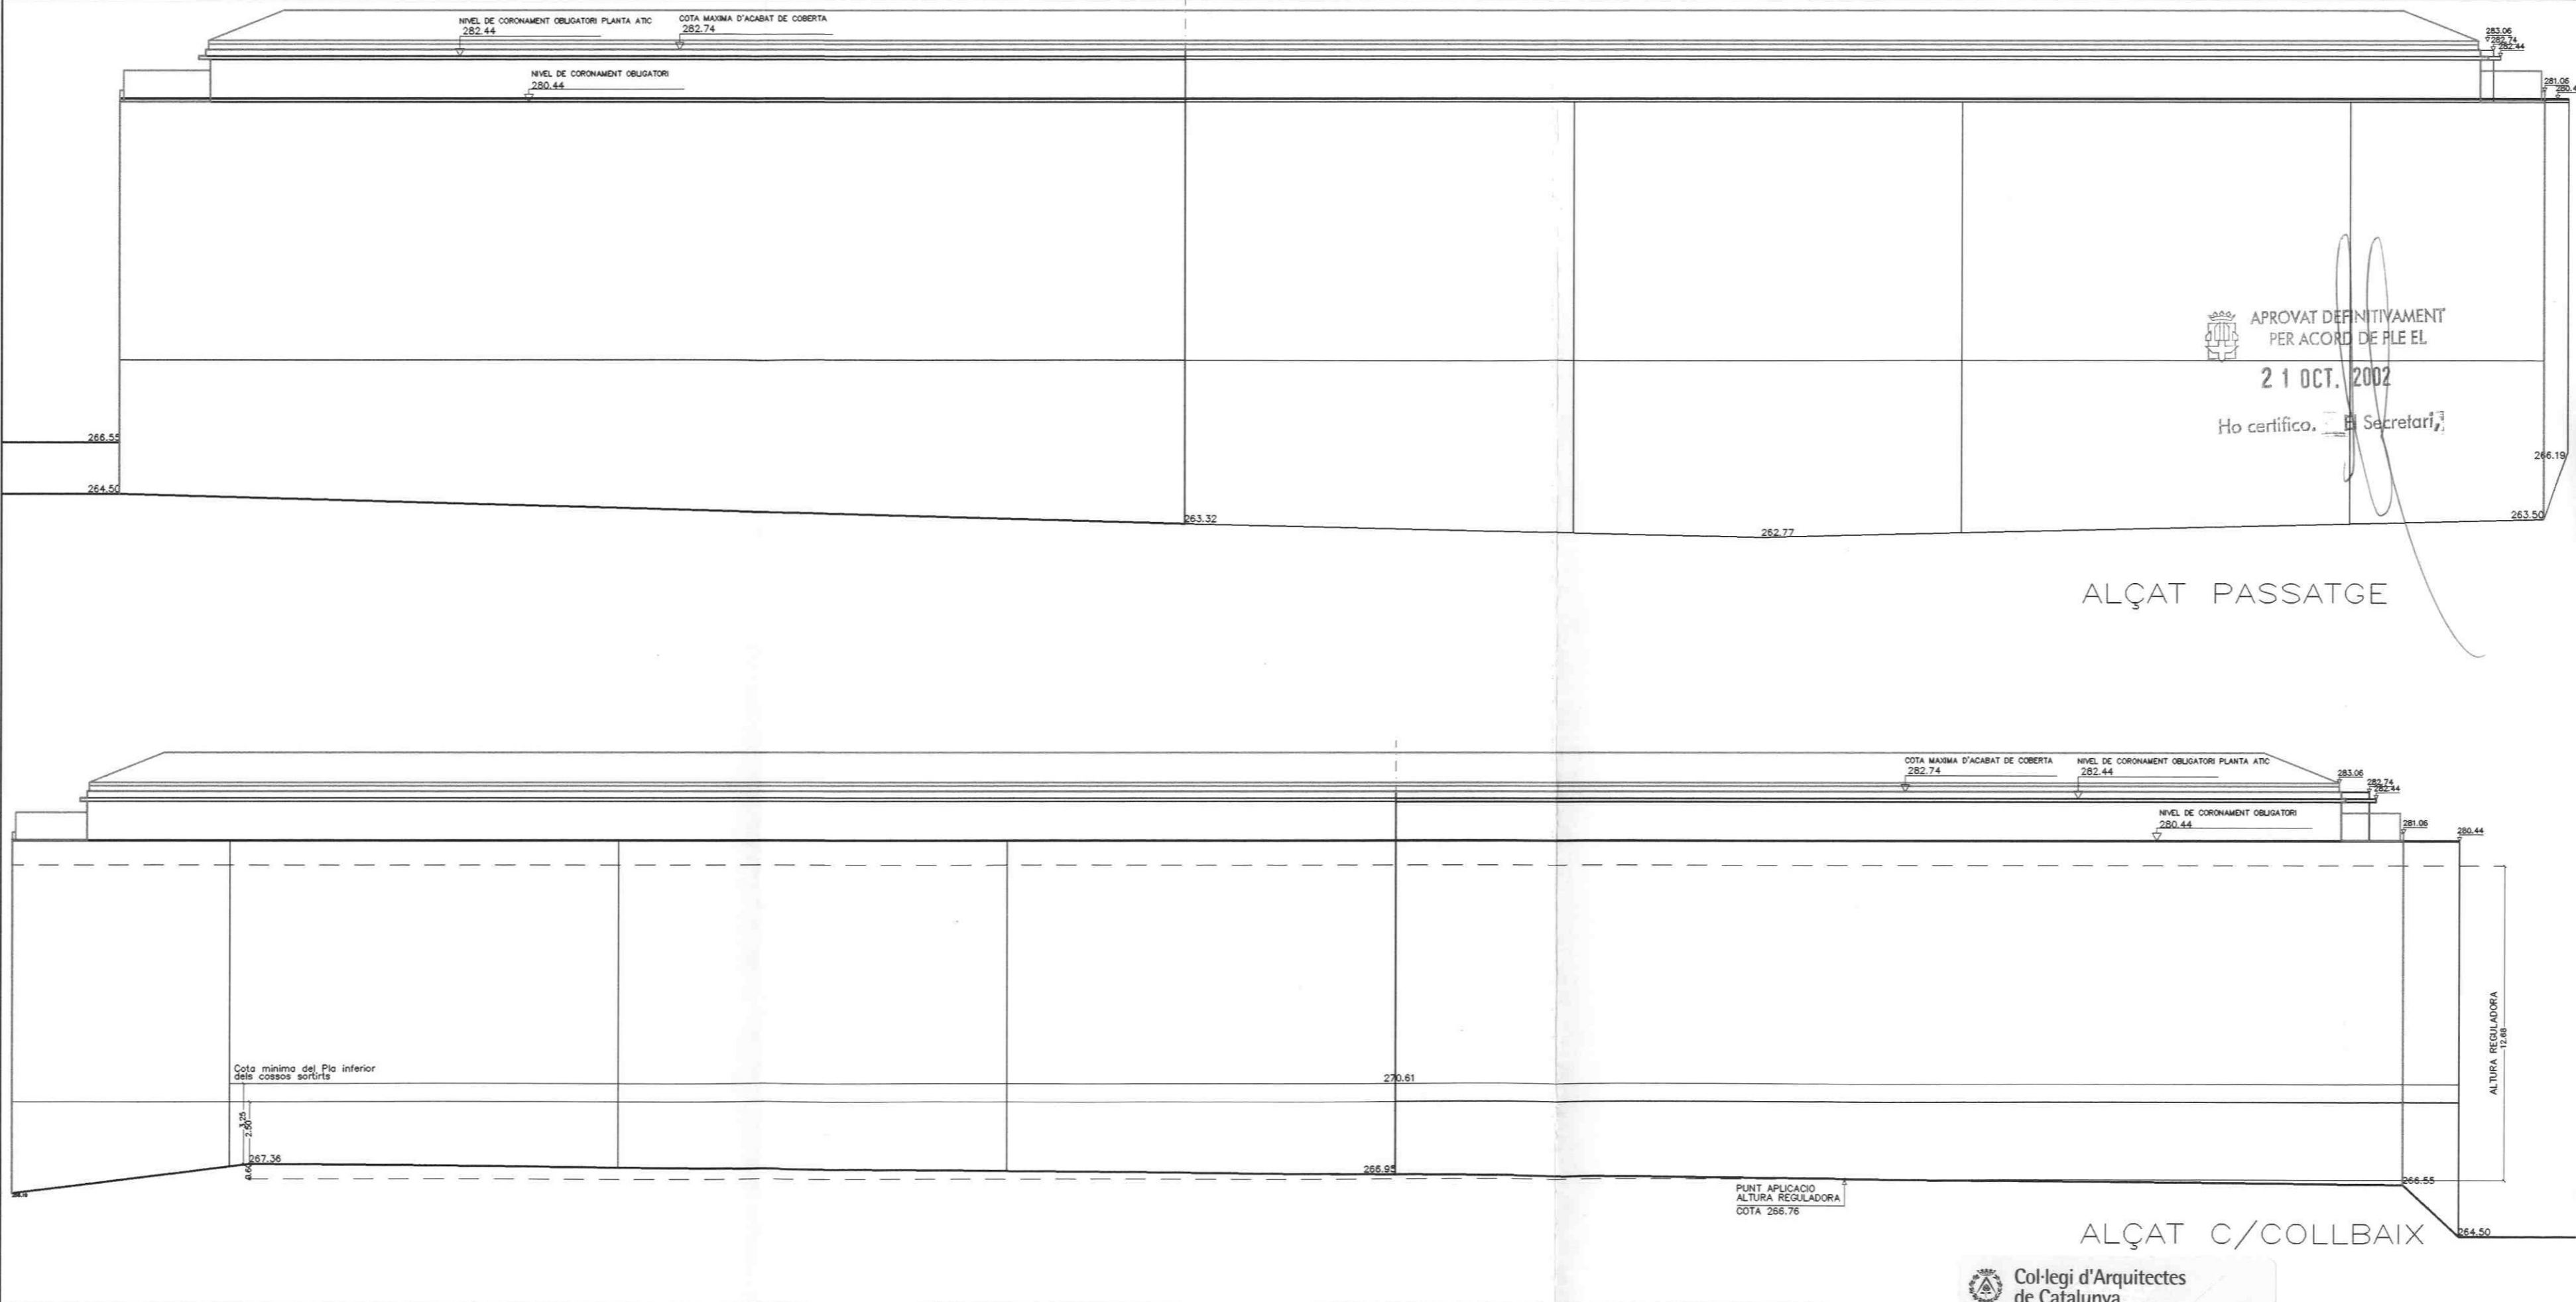 NIVEL DE CORONAMENT OBLIGATORI PLANTA ATIC
282.44
COTA MAXIMA D'ACABAT DE COBERTA
282.74
283.06
282.74
282.44
NIVEL DE CORONAMENT OBLIGATORI
280.44
281.06
280.4
APROVAT DEFINITIVAMENT
PER ACORD DE PLE EL
21 OCT. 2002
Ho certifico. El Secretari,
266.55
266.19
264.50
263.32
262.77
263.50
ALÇAT PASSATGE
COTA MAXIMA D'ACABAT DE COBERTA
282.74
NIVEL DE CORONAMENT OBLIGATORI PLANTA ATIC
282.44
283.06
282.74
282.44
NIVEL DE CORONAMENT OBLIGATORI
280.44
281.06
280.44
ALTURA REGULADORA
12.68
Cota minima del Pla inferior
dels cossos sortirts
270.61
3.25
2.50
0.60
267.36
266.95
PUNT APLICACIO
ALTURA REGULADORA
COTA 266.76
266.55
264.50
ALÇAT C/COLLBAIX
Col·legi d'Arquitectes
de Catalunya